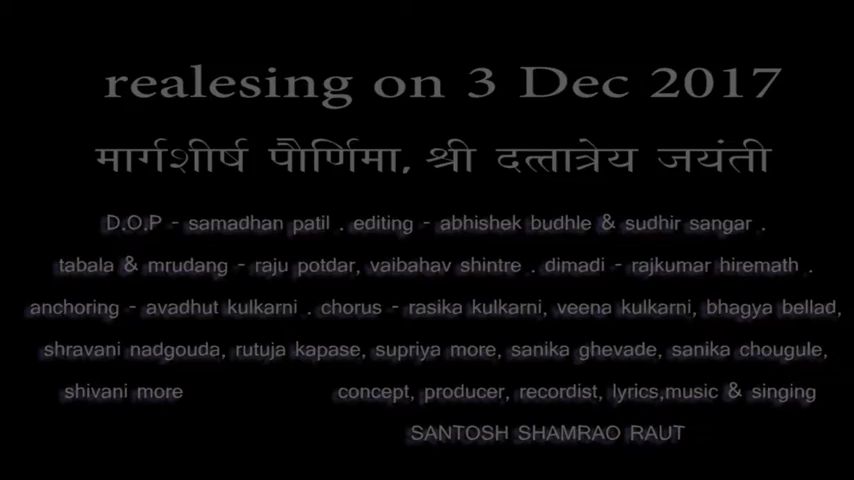 realesing on 3 Dec 2017
मार्गशीर्ष पौर्णिमा, श्री दत्तात्रेय जयंती
D.O.P - samadhan patil . editing - abhishek budhle & sudhir sangar .
tabala & mrudang - raju potdar, vaibahav shintre . dimadi - rajkumar hiremath .
anchoring - avadhut kulkarni . chorus - rasika kulkarni, veena kulkarni, bhagya bellad,
shravani nadgouda, rutuja kapase, supriya more, sanika ghevade, sanika chougule,
shivani more concept, producer, recordist, lyrics,music & singing
SANTOSH SHAMRAO RAUT